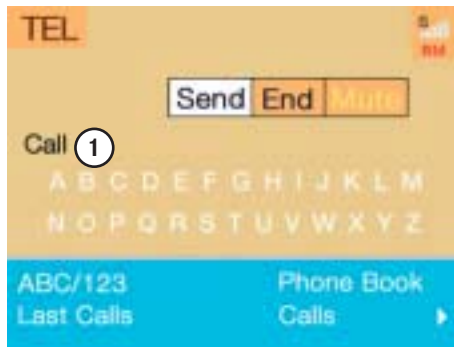 TEL
S
RM
Send End Mute
Call 1
A B C D E F G H I J K L M
N O P Q R S T U V W X Y Z
ABC/123 Phone Book
Last Calls Calls